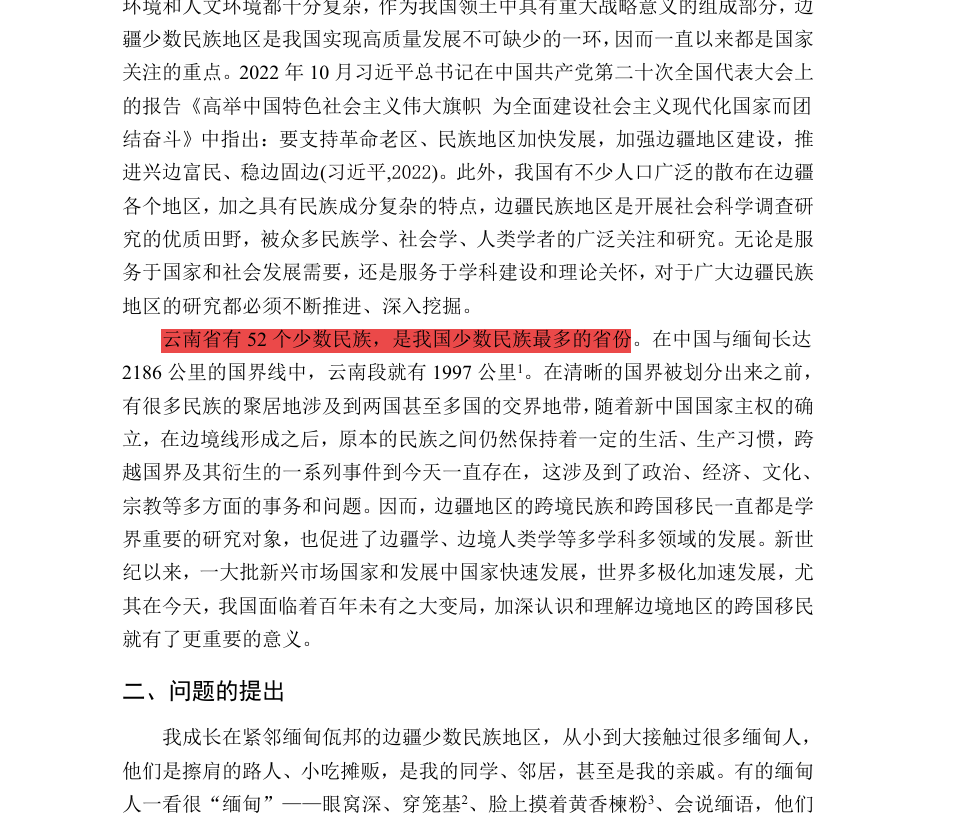 环境和人文环境都十分复杂，作为我国领土中具有重大战略意义的组成部分，边
疆少数民族地区是我国实现高质量发展不可缺少的一环，因而一直以来都是国家
关注的重点。2022 年 10 月习近平总书记在中国共产党第二十次全国代表大会上
的报告《高举中国特色社会主义伟大旗帜 为全面建设社会主义现代化国家而团
结奋斗》中指出：要支持革命老区、民族地区加快发展，加强边疆地区建设，推
进兴边富民、稳边固边(习近平,2022)。此外，我国有不少人口广泛的散布在边疆
各个地区，加之具有民族成分复杂的特点，边疆民族地区是开展社会科学调查研
究的优质田野，被众多民族学、社会学、人类学者的广泛关注和研究。无论是服
务于国家和社会发展需要，还是服务于学科建设和理论关怀，对于广大边疆民族
地区的研究都必须不断推进、深入挖掘。
云南省有 52 个少数民族，是我国少数民族最多的省份。在中国与缅甸长达
2186 公里的国界线中，云南段就有 1997 公里¹。在清晰的国界被划分出来之前，
有很多民族的聚居地涉及到两国甚至多国的交界地带，随着新中国国家主权的确
立，在边境线形成之后，原本的民族之间仍然保持着一定的生活、生产习惯，跨
越国界及其衍生的一系列事件到今天一直存在，这涉及到了政治、经济、文化、
宗教等多方面的事务和问题。因而，边疆地区的跨境民族和跨国移民一直都是学
界重要的研究对象，也促进了边疆学、边境人类学等多学科多领域的发展。新世
纪以来，一大批新兴市场国家和发展中国家快速发展，世界多极化加速发展，尤
其在今天，我国面临着百年未有之大变局，加深认识和理解边境地区的跨国移民
就有了更重要的意义。
二、问题的提出
我成长在紧邻缅甸佤邦的边疆少数民族地区，从小到大接触过很多缅甸人，
他们是擦肩的路人、小吃摊贩，是我的同学、邻居，甚至是我的亲戚。有的缅甸
人一看很“缅甸”——眼窝深、穿笼基²、脸上摸着黄香楝粉³、会说缅语，他们